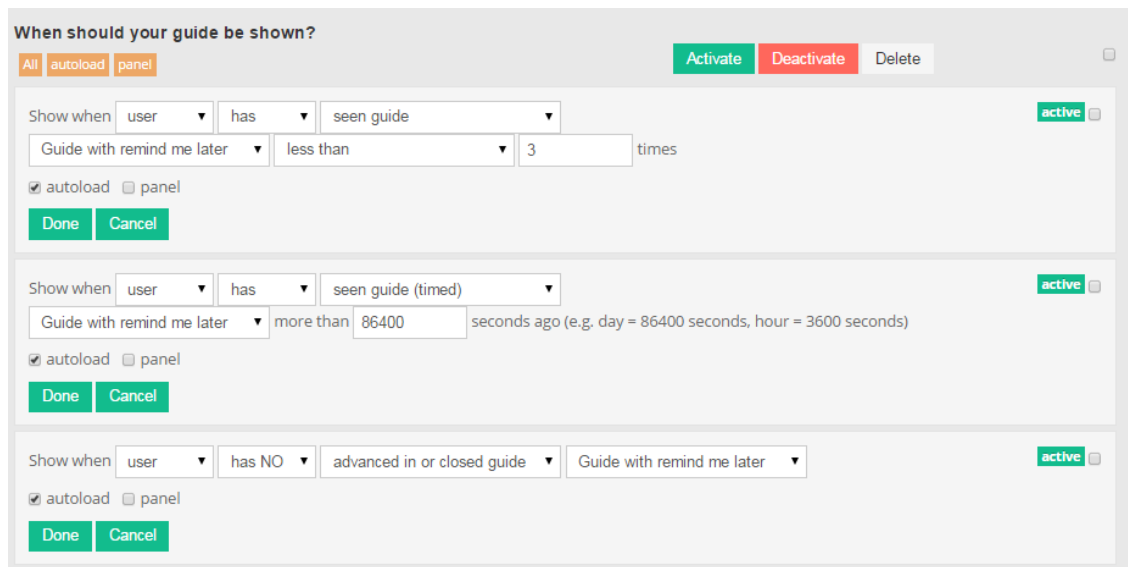 When should your guide be shown?
All autoload panel Activate Deactivate Delete
Show when user has seen guide active
Guide with remind me later less than 3 times
autoload panel
Done Cancel
Show when user has seen guide (timed) active
Guide with remind me later more than 86400 seconds ago (e.g. day = 86400 seconds, hour = 3600 seconds)
autoload panel
Done Cancel
Show when user has NO advanced in or closed guide Guide with remind me later active
autoload panel
Done Cancel